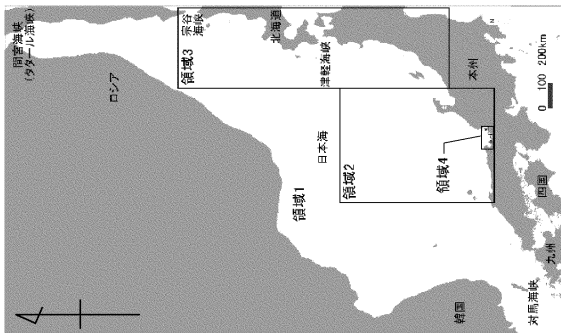 間宮海峡
(タタール海峡)
ロシア
宗谷
海峡
領域3
北海道
津軽海峡
日本海
領域1
領域2
領域4
本州
0 100 200km
四国
九州
韓国
対馬海峡